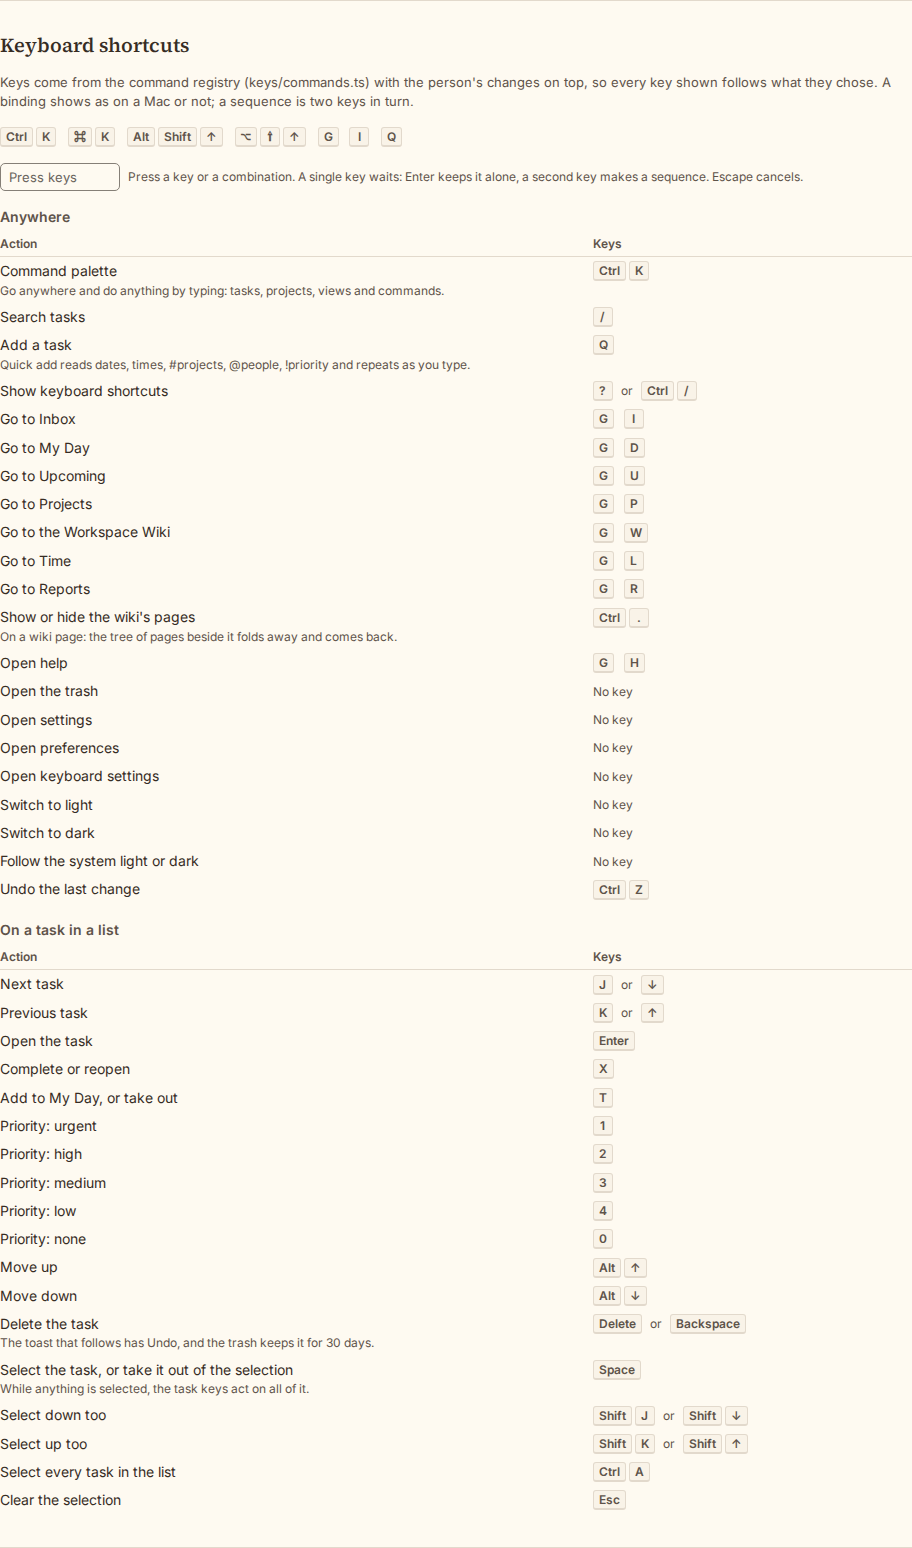 Keyboard shortcuts
Keys come from the command registry (keys/commands.ts) with the person's changes on top, so every key shown follows what they chose. A
binding shows as on a Mac or not; a sequence is two keys in turn.
Ctrl K ⌘ K Alt Shift ↑ ⌥ ⇧ ↑ G I Q
Press keys Press a key or a combination. A single key waits: Enter keeps it alone, a second key makes a sequence. Escape cancels.
Anywhere
Action Keys
Command palette Ctrl K
Go anywhere and do anything by typing: tasks, projects, views and commands.
Search tasks /
Add a task Q
Quick add reads dates, times, #projects, @people, !priority and repeats as you type.
Show keyboard shortcuts ? or Ctrl /
Go to Inbox G I
Go to My Day G D
Go to Upcoming G U
Go to Projects G P
Go to the Workspace Wiki G W
Go to Time G L
Go to Reports G R
Show or hide the wiki's pages Ctrl .
On a wiki page: the tree of pages beside it folds away and comes back.
Open help G H
Open the trash No key
Open settings No key
Open preferences No key
Open keyboard settings No key
Switch to light No key
Switch to dark No key
Follow the system light or dark No key
Undo the last change Ctrl Z
On a task in a list
Action Keys
Next task J or ↓
Previous task K or ↑
Open the task Enter
Complete or reopen X
Add to My Day, or take out T
Priority: urgent 1
Priority: high 2
Priority: medium 3
Priority: low 4
Priority: none 0
Move up Alt ↑
Move down Alt ↓
Delete the task Delete or Backspace
The toast that follows has Undo, and the trash keeps it for 30 days.
Select the task, or take it out of the selection Space
While anything is selected, the task keys act on all of it.
Select down too Shift J or Shift ↓
Select up too Shift K or Shift ↑
Select every task in the list Ctrl A
Clear the selection Esc